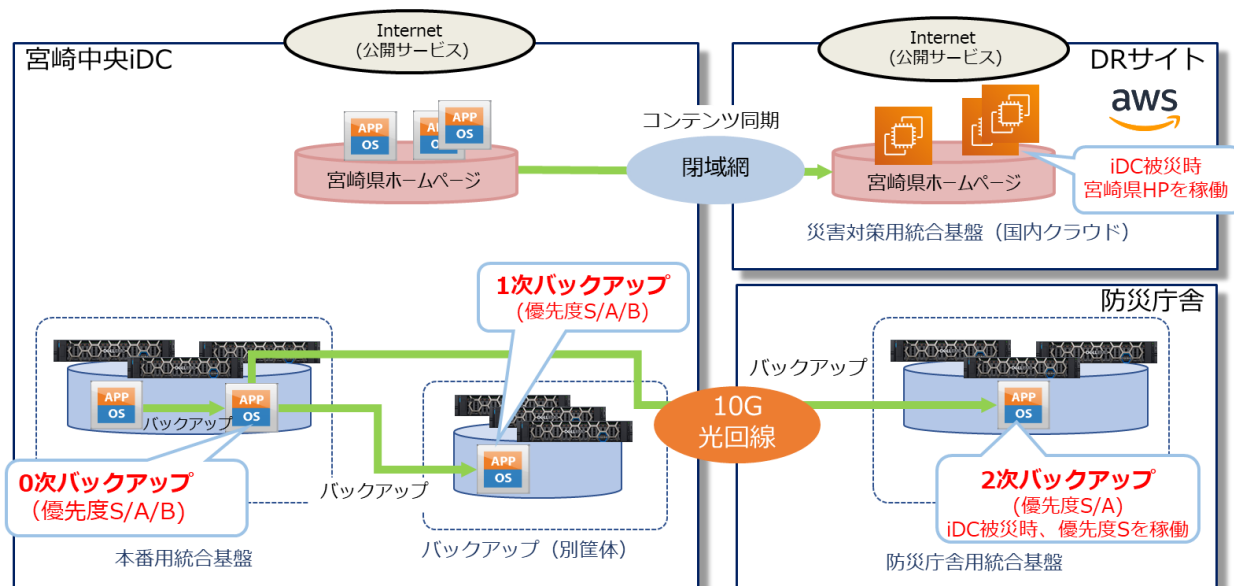 Internet
(公開サービス)
宮崎中央iDC
APP
OS
APP
OS
APP
OS
宮崎県ホームページ
コンテンツ同期
閉域網
Internet
(公開サービス)
DRサイト
aws
宮崎県ホームページ
iDC被災時
宮崎県HPを稼働
災害対策用統合基盤（国内クラウド）
1次バックアップ
(優先度S/A/B)
APP
OS
バックアップ
APP
OS
0次バックアップ
（優先度S/A/B)
本番用統合基盤
バックアップ
APP
OS
バックアップ（別筐体）
10G
光回線
防災庁舎
バックアップ
APP
OS
2次バックアップ
(優先度S/A)
iDC被災時、優先度Sを稼働
防災庁舎用統合基盤